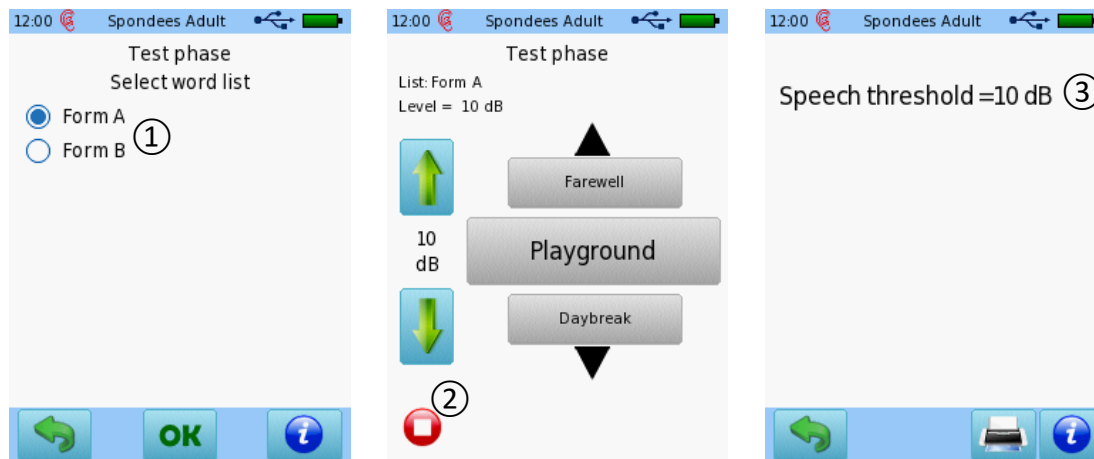 12:00 Spondees Adult
Test phase
Select word list
Form A
Form B
①
OK
i
12:00 Spondees Adult
Test phase
List: Form A
Level = 10 dB
Farewell
10
dB
Playground
Daybreak
②
12:00 Spondees Adult
Speech threshold =10 dB ③
i